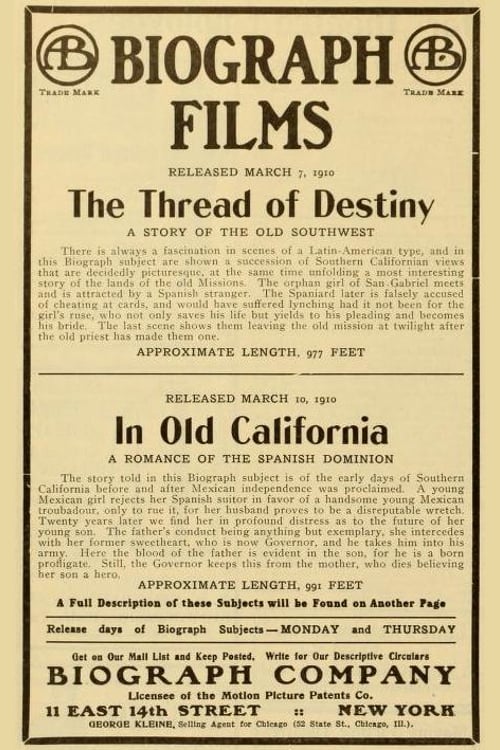 AB BIOGRAPH AB
TRADE MARK TRADE MARK
FILMS
RELEASED MARCH 7, 1910
The Thread of Destiny
A STORY OF THE OLD SOUTHWEST
There is always a fascination in scenes of a Latin-American type, and in
this Biograph subject are shown a succession of Southern Californian views
that are decidedly picturesque, at the same time unfolding a most interesting
story of the lands of the old Missions. The orphan girl of San Gabriel meets
and is attracted by a Spanish stranger. The Spaniard later is falsely accused
of cheating at cards, and would have suffered lynching had it not been for the
girl's ruse, who not only saves his life but yields to his pleading and becomes
his bride. The last scene shows them leaving the old mission at twilight after
the old priest has made them one.
APPROXIMATE LENGTH, 977 FEET
RELEASED MARCH 10, 1910
In Old California
A ROMANCE OF THE SPANISH DOMINION
The story told in this Biograph subject is of the early days of Southern
California before and after Mexican independence was proclaimed. A young
Mexican girl rejects her Spanish suitor in favor of a handsome young Mexican
troubadour, only to rue it, for her husband proves to be a disreputable wretch.
Twenty years later we find her in profound distress as to the future of her
young son. The father's conduct being anything but exemplary, she intercedes
with her former sweetheart, who is now Governor, and he takes him into his
army. Here the blood of the father is evident in the son, for he is a born
profligate. Still, the Governor keeps this from the mother, who dies believing
her son a hero.
APPROXIMATE LENGTH, 991 FEET
A Full Description of these Subjects will be Found on Another Page
Release days of Biograph Subjects—MONDAY and THURSDAY
Get on Our Mail List and Keep Posted. Write for Our Descriptive Circulars
BIOGRAPH COMPANY
Licensee of the Motion Picture Patents Co.
11 EAST 14th STREET :: NEW YORK
GEORGE KLEINE, Selling Agent for Chicago (52 State St., Chicago, Ill.).